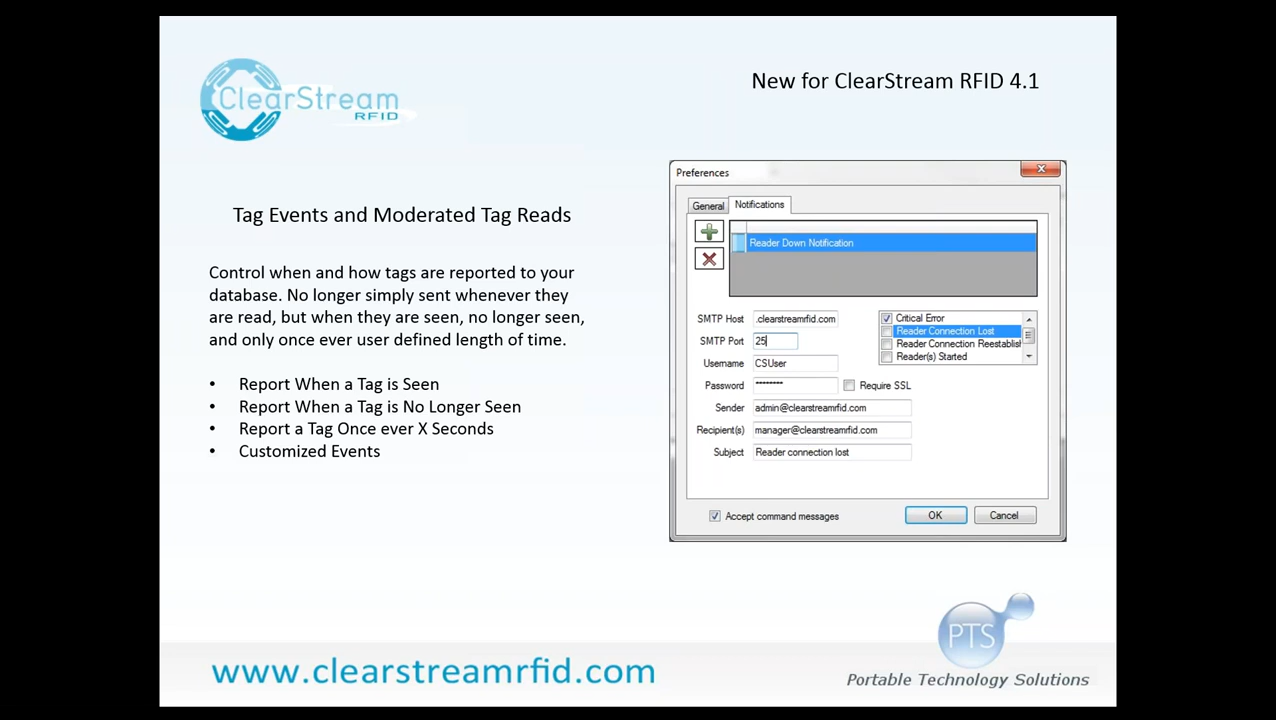 ClearStream
RFID
New for ClearStream RFID 4.1
Tag Events and Moderated Tag Reads
Control when and how tags are reported to your
database. No longer simply sent whenever they
are read, but when they are seen, no longer seen,
and only once ever user defined length of time.
• Report When a Tag is Seen
• Report When a Tag is No Longer Seen
• Report a Tag Once ever X Seconds
• Customized Events
Preferences
General Notifications
Reader Down Notification
SMTP Host .clearstreamrfid.com
SMTP Port 25
Username CSUser
Password ********
Require SSL
Sender admin@clearstreamrfid.com
Recipient(s) manager@clearstreamrfid.com
Subject Reader connection lost
Critical Error
Reader Connection Lost
Reader Connection Reestablish
Reader(s) Started
Accept command messages
OK Cancel
PTS
www.clearstreamrfid.com
Portable Technology Solutions